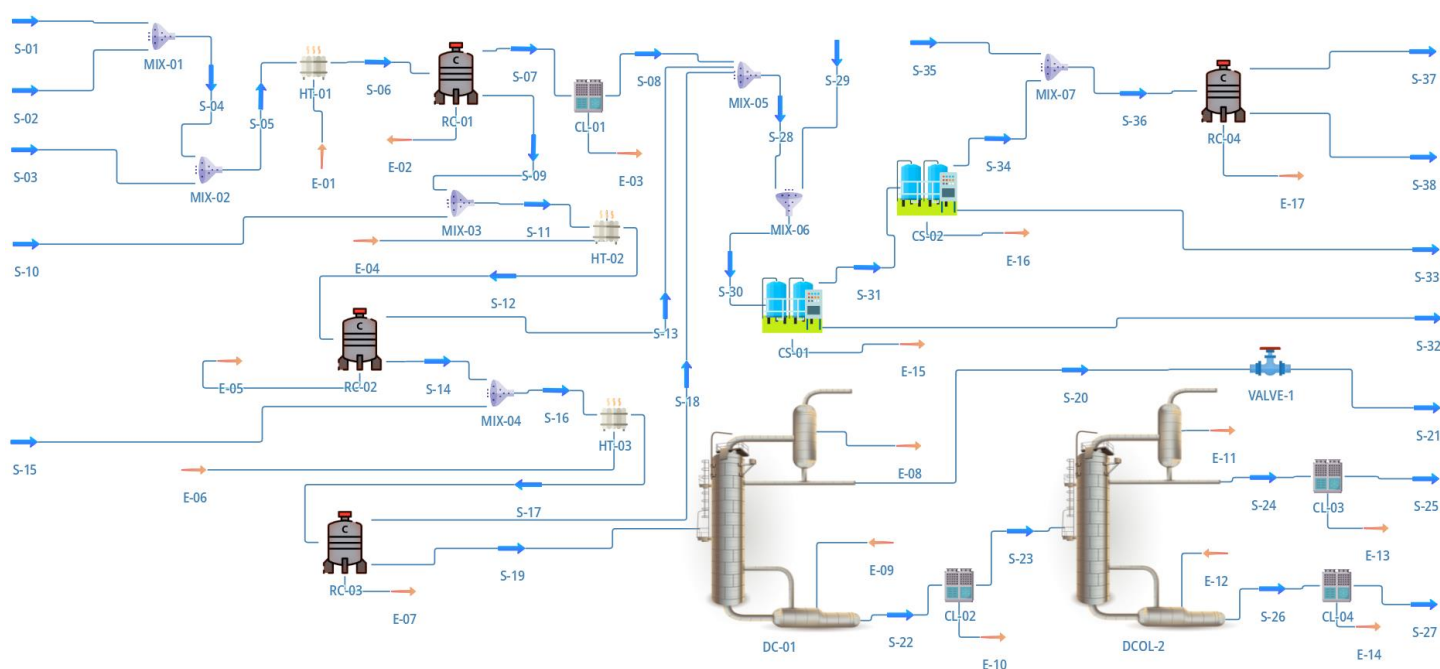 S-01
MIX-01
S-02
S-04
S-03
MIX-02
S-05
HT-01
E-01
S-06
C
RC-01
E-02
S-07
CL-01
E-03
S-08
S-09
MIX-03
S-10
S-11
E-04
HT-02
S-12
C
RC-02
E-05
S-13
S-14
MIX-04
S-15
S-16
HT-03
E-06
S-17
C
RC-03
E-07
S-18
S-19
MIX-05
S-28
S-29
MIX-06
S-30
CS-01
E-15
S-31
CS-02
E-16
S-34
S-35
MIX-07
S-36
C
RC-04
E-17
S-37
S-38
S-33
S-32
S-20
VALVE-1
S-21
E-08
E-09
DC-01
S-22
CL-02
E-10
S-23
E-11
E-12
DCOL-2
S-24
CL-03
E-13
S-25
S-26
CL-04
E-14
S-27